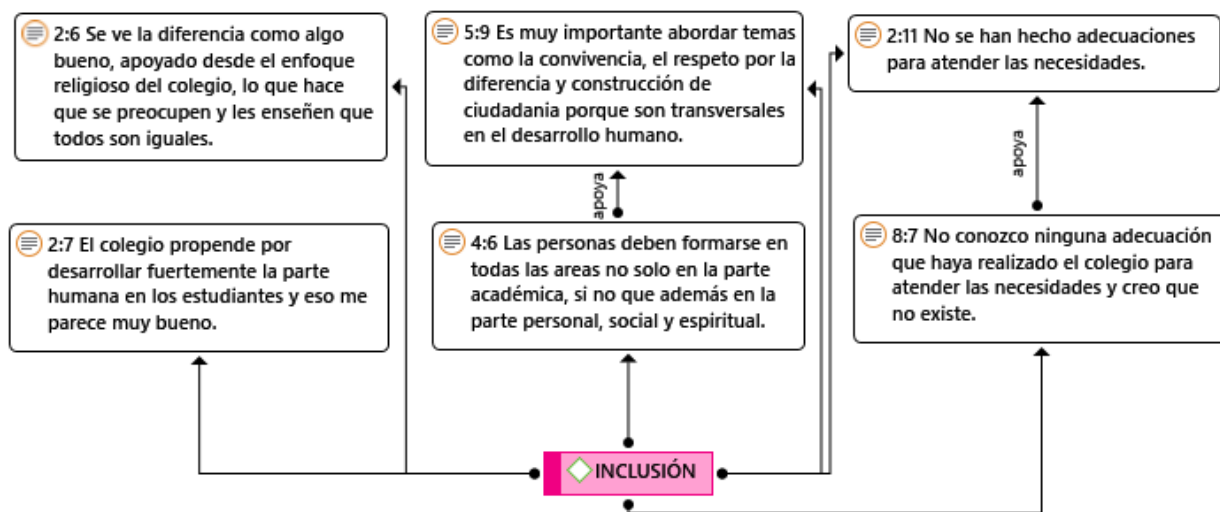 2:6 Se ve la diferencia como algo
bueno, apoyado desde el enfoque
religioso del colegio, lo que hace
que se preocupen y les enseñen que
todos son iguales.
5:9 Es muy importante abordar temas
como la convivencia, el respeto por la
diferencia y construcción de
ciudadania porque son transversales
en el desarrollo humano.
2:11 No se han hecho adecuaciones
para atender las necesidades.
apoya
apoya
2:7 El colegio propende por
desarrollar fuertemente la parte
humana en los estudiantes y eso me
parece muy bueno.
4:6 Las personas deben formarse en
todas las areas no solo en la parte
académica, si no que además en la
parte personal, social y espiritual.
8:7 No conozco ninguna adecuación
que haya realizado el colegio para
atender las necesidades y creo que
no existe.
INCLUSIÓN